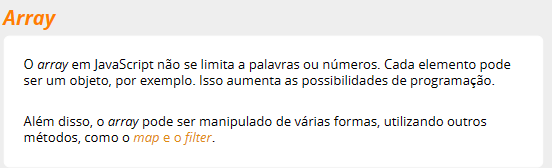 Array
O array em JavaScript não se limita a palavras ou números. Cada elemento pode
ser um objeto, por exemplo. Isso aumenta as possibilidades de programação.
Além disso, o array pode ser manipulado de várias formas, utilizando outros
métodos, como o map e o filter.